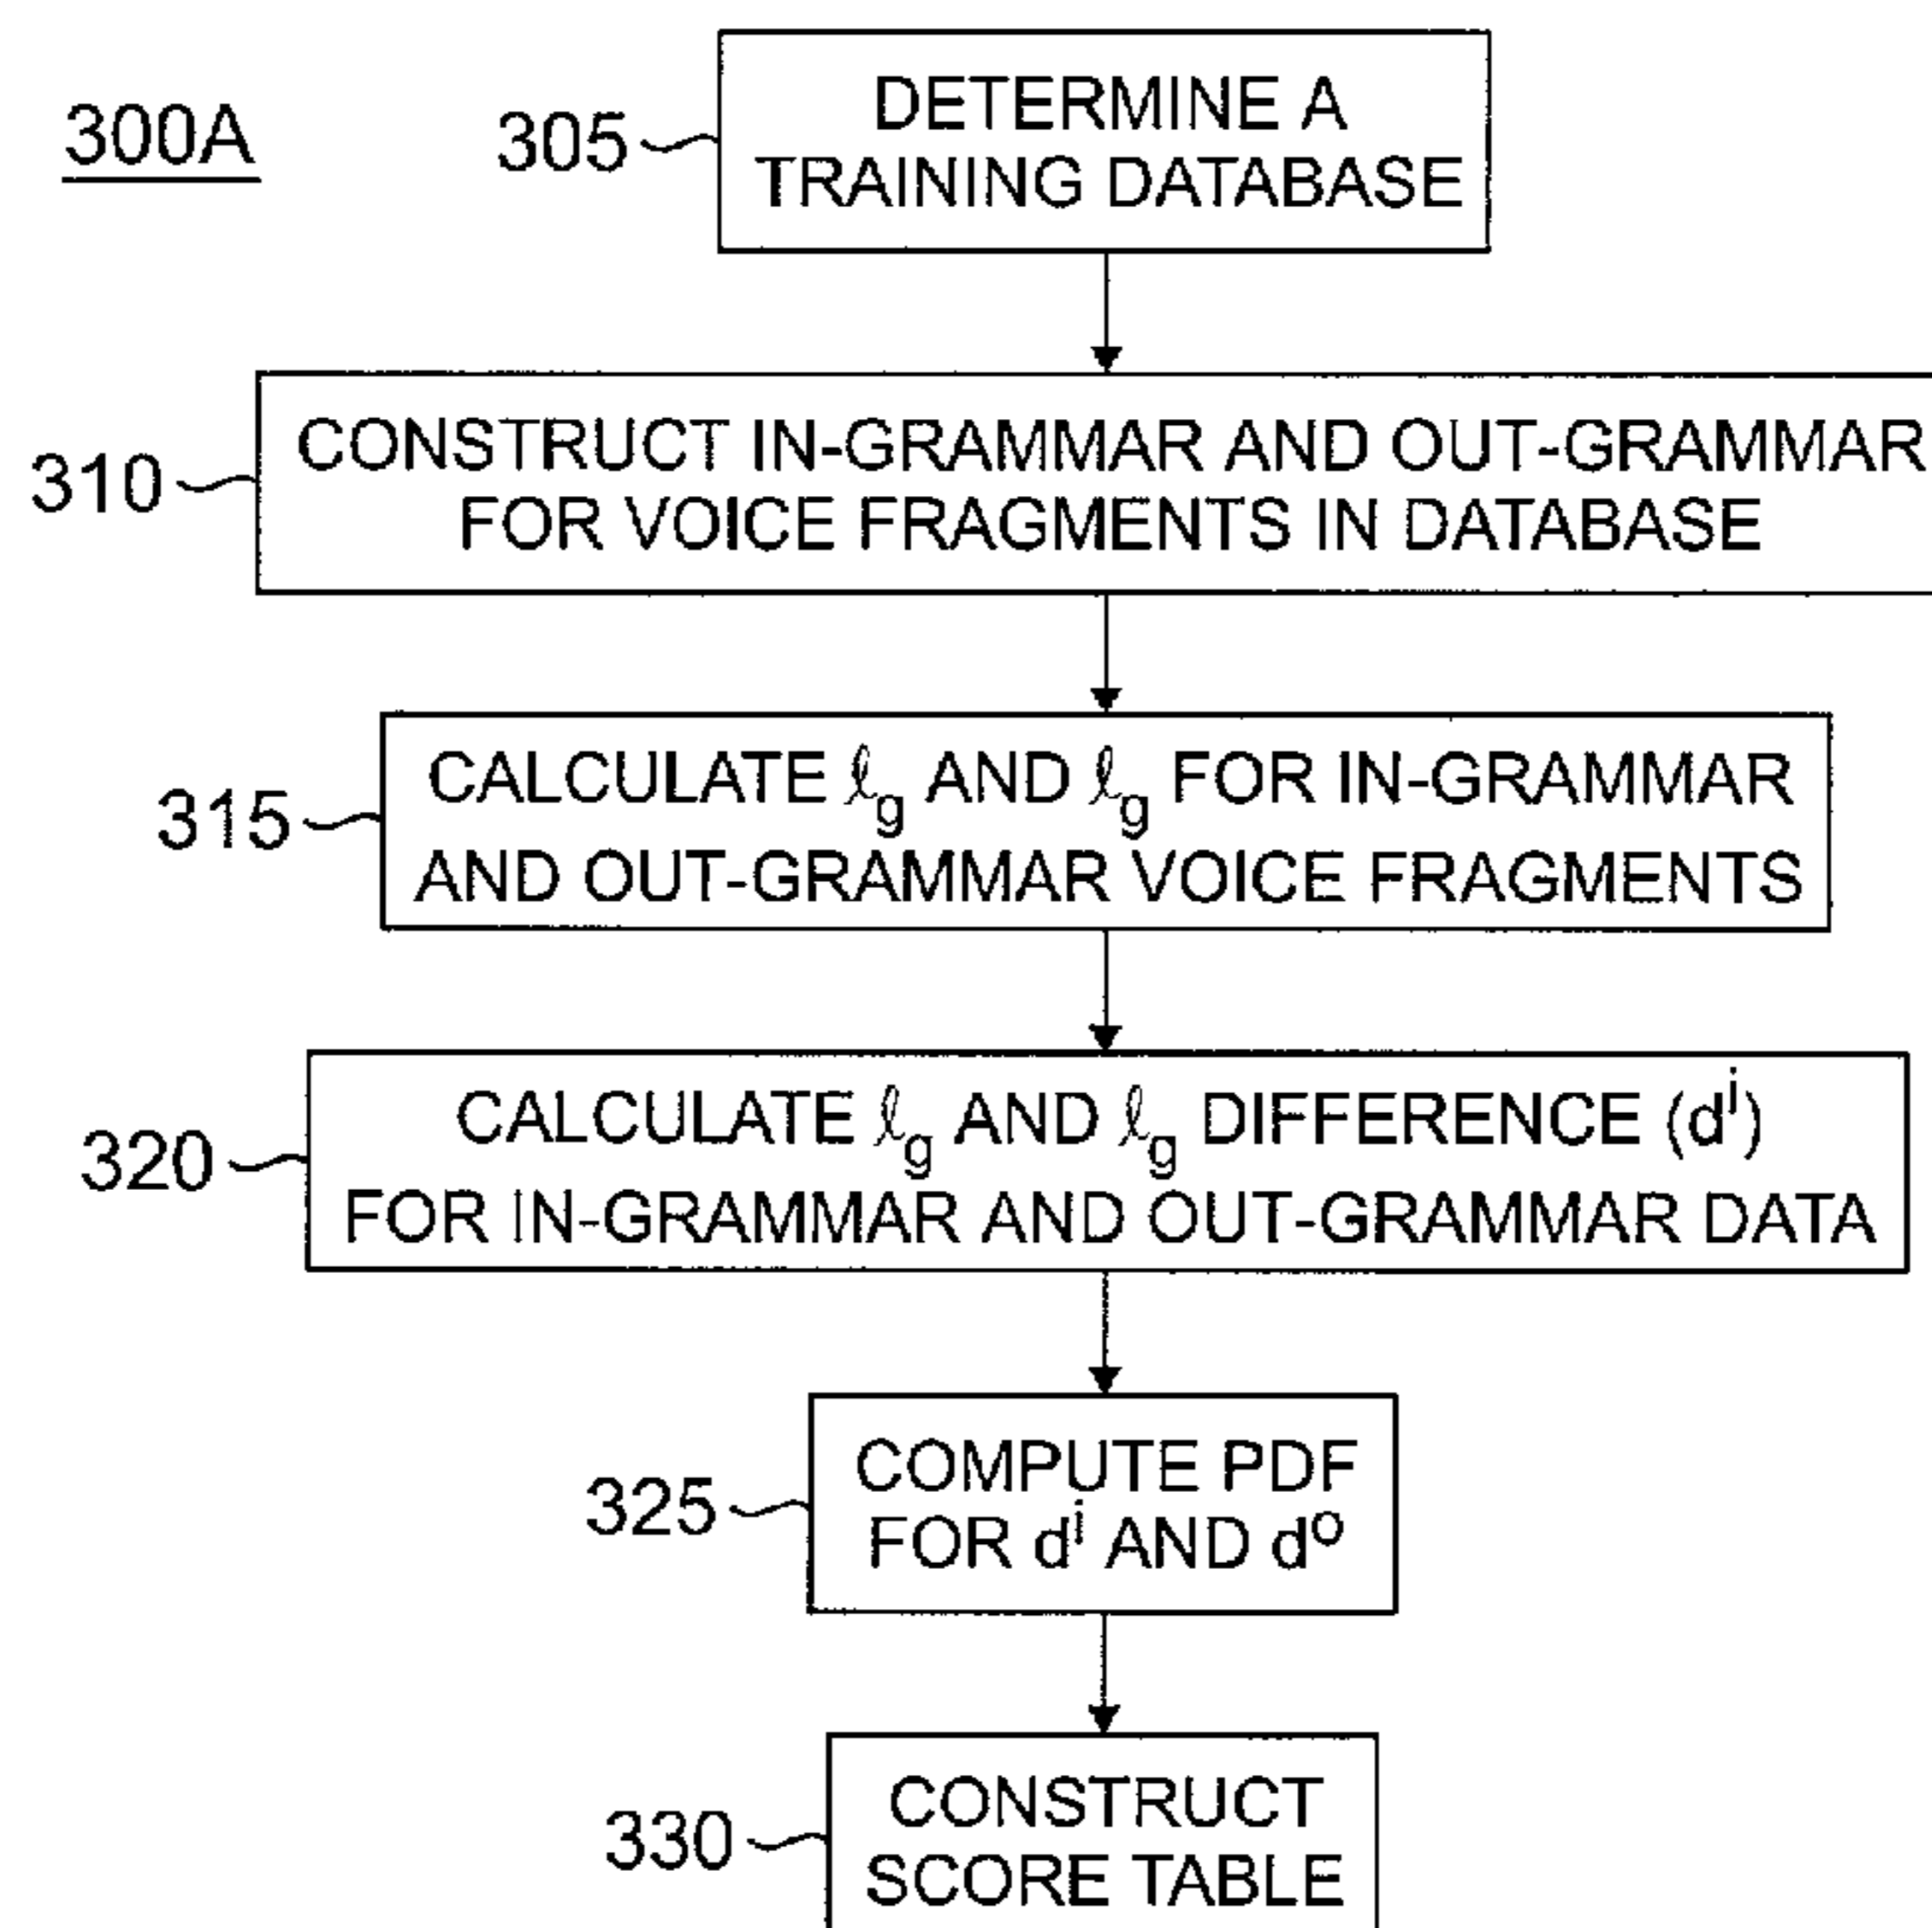 300A
305
DETERMINE A
TRAINING DATABASE
310
CONSTRUCT IN-GRAMMAR AND OUT-GRAMMAR
FOR VOICE FRAGMENTS IN DATABASE
315
CALCULATE ℓg AND ℓg FOR IN-GRAMMAR
AND OUT-GRAMMAR VOICE FRAGMENTS
320
CALCULATE ℓg AND ℓg DIFFERENCE (dʲ)
FOR IN-GRAMMAR AND OUT-GRAMMAR DATA
325
COMPUTE PDF
FOR dʲ AND dᵒ
330
CONSTRUCT
SCORE TABLE